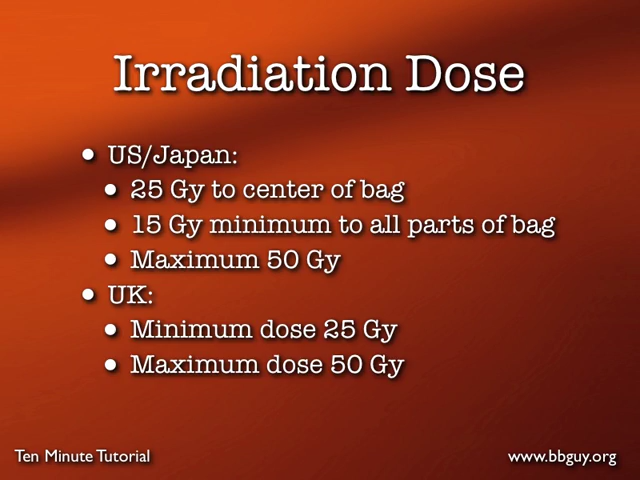 Irradiation Dose
• US/Japan:
• 25 Gy to center of bag
• 15 Gy minimum to all parts of bag
• Maximum 50 Gy
• UK:
• Minimum dose 25 Gy
• Maximum dose 50 Gy
Ten Minute Tutorial
www.bbguy.org